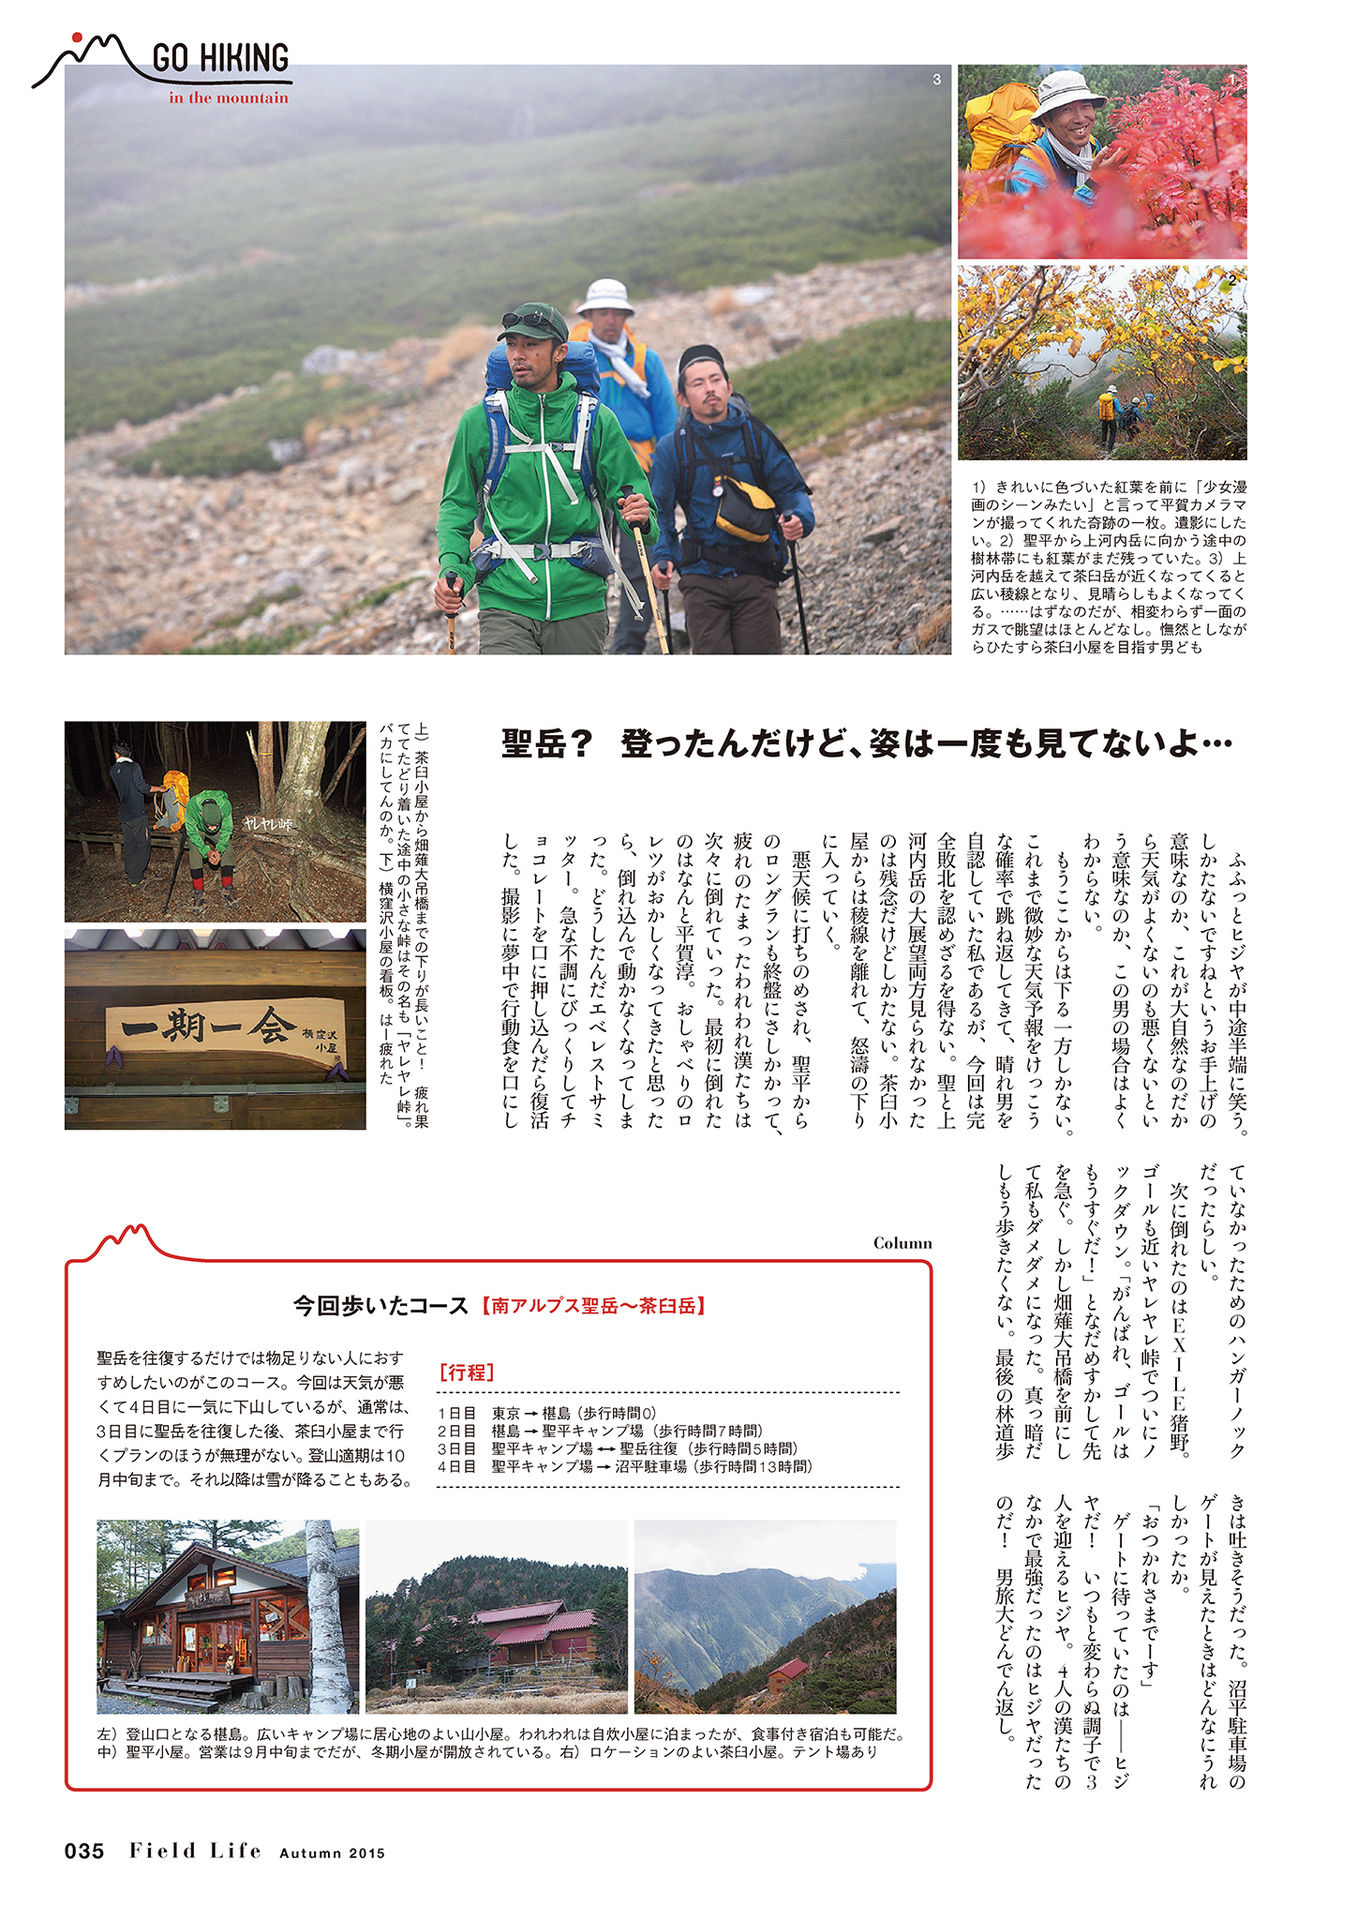 GO HIKING
in the mountain
3
1
2
1）きれいに色づいた紅葉を前に「少女漫
画のシーンみたい」と言って平賀カメラマ
ンが撮ってくれた奇跡の一枚。遺影にした
い。2）聖平から上河内岳に向かう途中の
樹林帯にも紅葉がまだ残っていた。3）上
河内岳を越えて茶臼岳が近くなってくると
広い稜線となり、見晴らしもよくなってく
る。……はずなのだが、相変わらず一面の
ガスで眺望はほとんどなし。憮然としなが
らひたすら茶臼小屋を目指す男ども
聖岳？　登ったんだけど、姿は一度も見てないよ…
　ふふっとヒジヤが中途半端に笑う。
しかたないですねというお手上げの
意味なのか、これが大自然なのだか
ら天気がよくないのも悪くないとい
う意味なのか、この男の場合はよく
わからない。
　もうここからは下る一方しかない。
これまで微妙な天気予報をけっこう
な確率で跳ね返してきて、晴れ男を
自認していた私であるが、今回は完
全敗北を認めざるを得ない。聖と上
河内岳の大展望両方見られなかった
のは残念だけどしかたない。茶臼小
屋からは稜線を離れて、怒濤の下り
に入っていく。
　悪天候に打ちのめされ、聖平から
のロングランも終盤にさしかかって、
疲れのたまったわれわれ漢たちは
次々に倒れていった。最初に倒れた
のはなんと平賀淳。おしゃべりのロ
レツがおかしくなってきたと思った
ら、倒れ込んで動かなくなってしま
った。どうしたんだエベレストサミ
ッター。急な不調にびっくりしてチ
ョコレートを口に押し込んだら復活
した。撮影に夢中で行動食を口にし
ていなかったためのハンガーノック
だったらしい。
　次に倒れたのはEXILE猪野。
ゴールも近いヤレヤレ峠でついにノ
ックダウン。「がんばれ、ゴールは
もうすぐだ！」となだめすかして先
を急ぐ。しかし畑薙大吊橋を前にし
て私もダメダメになった。真っ暗だ
しもう歩きたくない。最後の林道歩
きは吐きそうだった。沼平駐車場の
ゲートが見えたときはどんなにうれ
しかったか。
「おつかれさまでーす」
　ゲートに待っていたのは――ヒジ
ヤだ！　いつもと変わらぬ調子で3
人を迎えるヒジヤ。4人の漢たちの
なかで最強だったのはヒジヤだった
のだ！　男旅大どんでん返し。
ヤレヤレ峠
一期一会
横窪沢
小屋
上）茶臼小屋から畑薙大吊橋までの下りが長いこと！　疲れ果
ててたどり着いた途中の小さな峠はその名も「ヤレヤレ峠」。
バカにしてんのか。下）横窪沢小屋の看板。はー疲れた
Column
今回歩いたコース【南アルプス聖岳〜茶臼岳】
聖岳を往復するだけでは物足りない人におす
すめしたいのがこのコース。今回は天気が悪
くて4日目に一気に下山しているが、通常は、
3日目に聖岳を往復した後、茶臼小屋まで行
くプランのほうが無理がない。登山適期は10
月中旬まで。それ以降は雪が降ることもある。
［行程］
1日目　東京→椹島（歩行時間0）
2日目　椹島→聖平キャンプ場（歩行時間7時間）
3日目　聖平キャンプ場↔聖岳往復（歩行時間5時間）
4日目　聖平キャンプ場→沼平駐車場（歩行時間13時間）
左）登山口となる椹島。広いキャンプ場に居心地のよい山小屋。われわれは自炊小屋に泊まったが、食事付き宿泊も可能だ。
中）聖平小屋。営業は9月中旬までだが、冬期小屋が開放されている。右）ロケーションのよい茶臼小屋。テント場あり
035 Field Life Autumn 2015